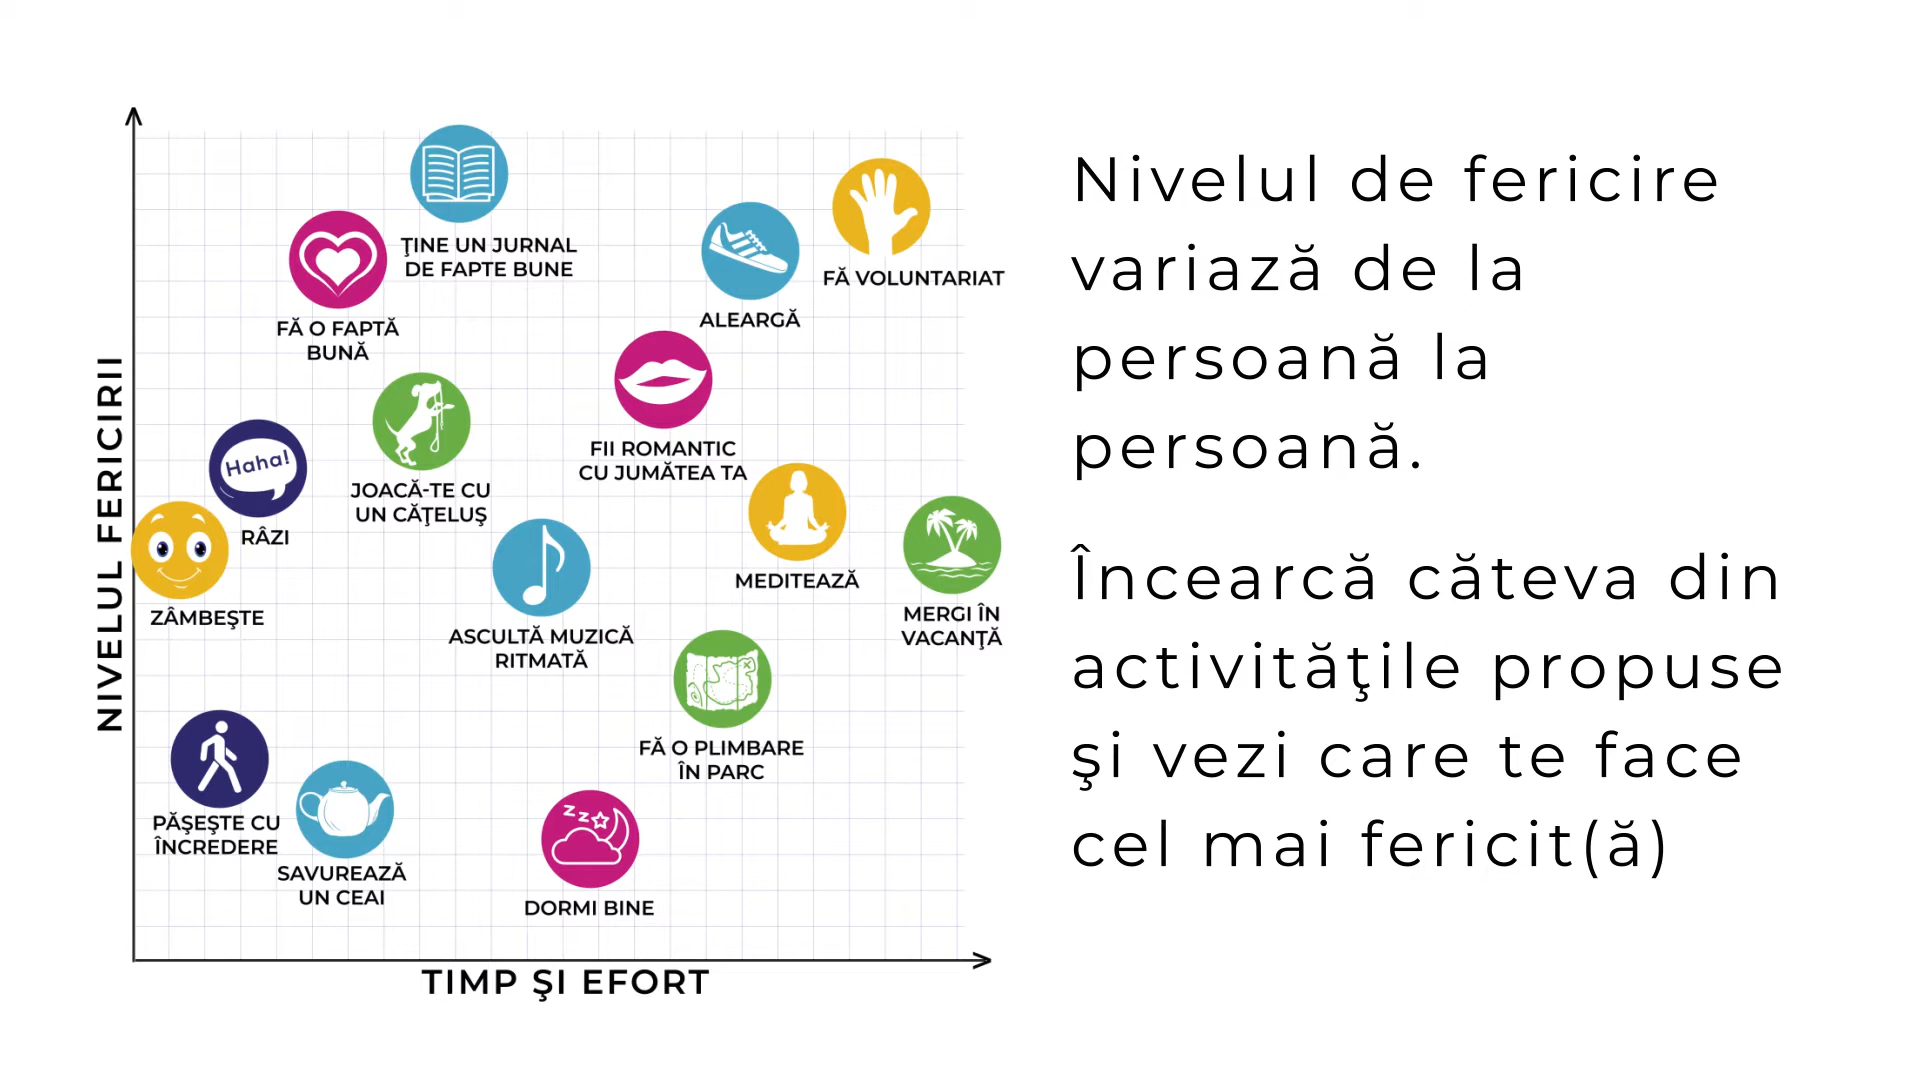 NIVELUL FERICIRII
ŢINE UN JURNAL
DE FAPTE BUNE
FĂ VOLUNTARIAT
FĂ O FAPTĂ
BUNĂ
ALEARGĂ
Haha!
RÂZI
JOACĂ-TE CU
UN CĂŢELUŞ
FII ROMANTIC
CU JUMĂTEA TA
MEDITEAZĂ
ZÂMBEŞTE
ASCULTĂ MUZICĂ
RITMATĂ
MERGI ÎN
VACANŢĂ
FĂ O PLIMBARE
ÎN PARC
PĂŞEŞTE CU
ÎNCREDERE
SAVUREAZĂ
UN CEAI
zzz
DORMI BINE
TIMP ŞI EFORT
Nivelul de fericire
variază de la
persoană la
persoană.
Încearcă căteva din
activităţile propuse
şi vezi care te face
cel mai fericit(ă)